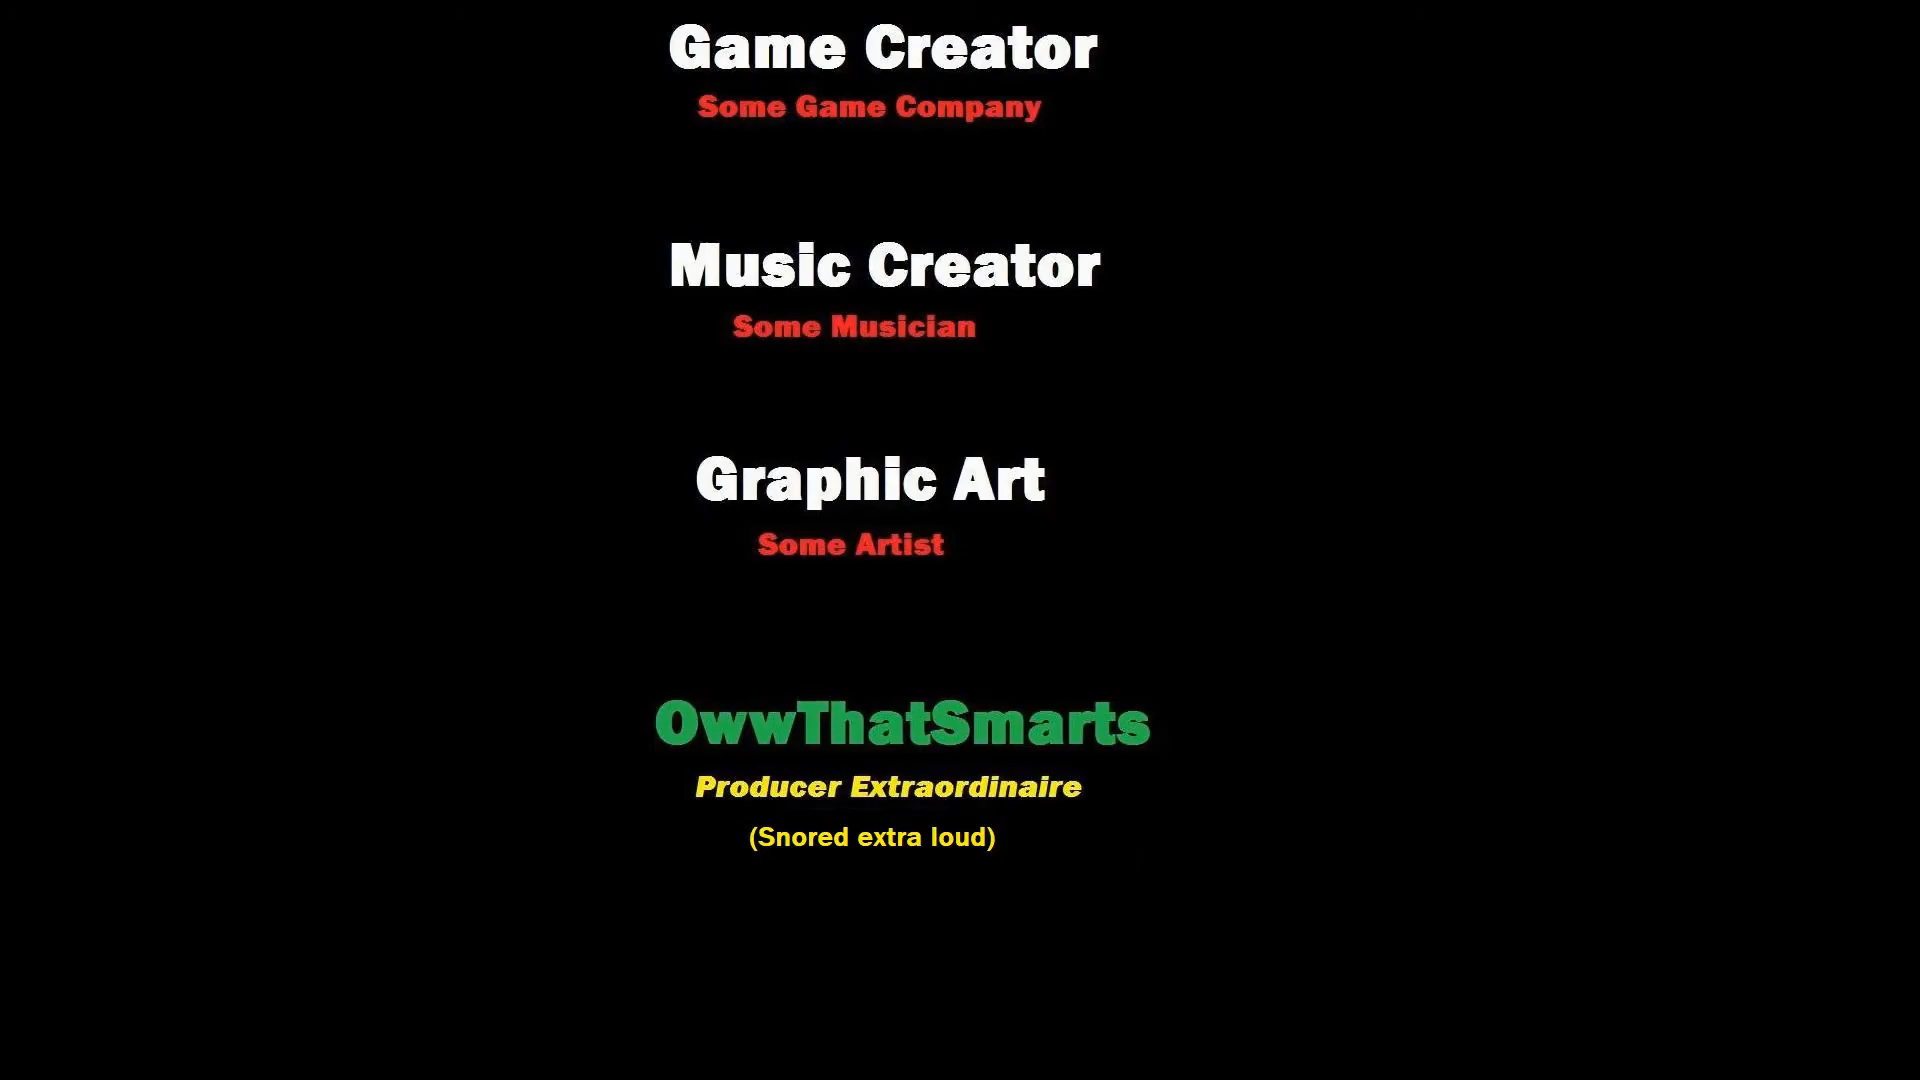 Game Creator
Some Game Company
Music Creator
Some Musician
Graphic Art
Some Artist
OwwThatSmarts
Producer Extraordinaire
(Snored extra loud)